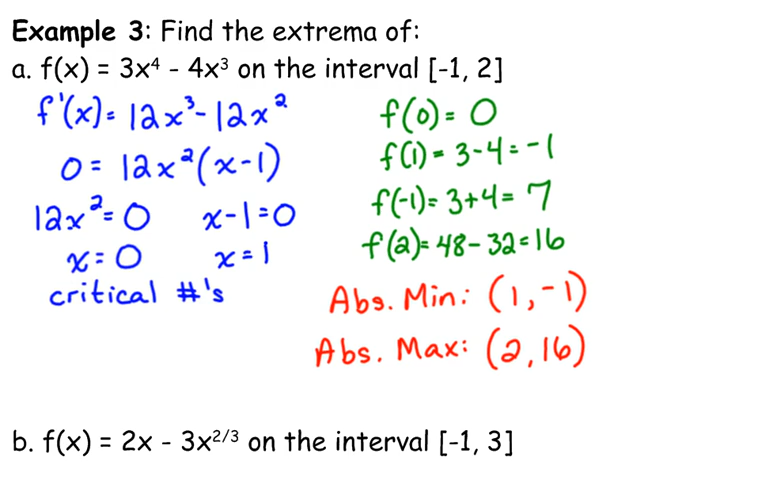 Example 3: Find the extrema of:
a. f(x) = 3x⁴ - 4x³ on the interval [-1, 2]
f'(x) = 12x³ - 12x²
0 = 12x²(x-1)
12x² = 0 x-1=0
x = 0 x = 1
critical #'s
f(0) = 0
f(1) = 3-4 = -1
f(-1) = 3+4 = 7
f(2) = 48-32 = 16
Abs. Min: (1, -1)
Abs. Max: (2, 16)
b. f(x) = 2x - 3x²/³ on the interval [-1, 3]